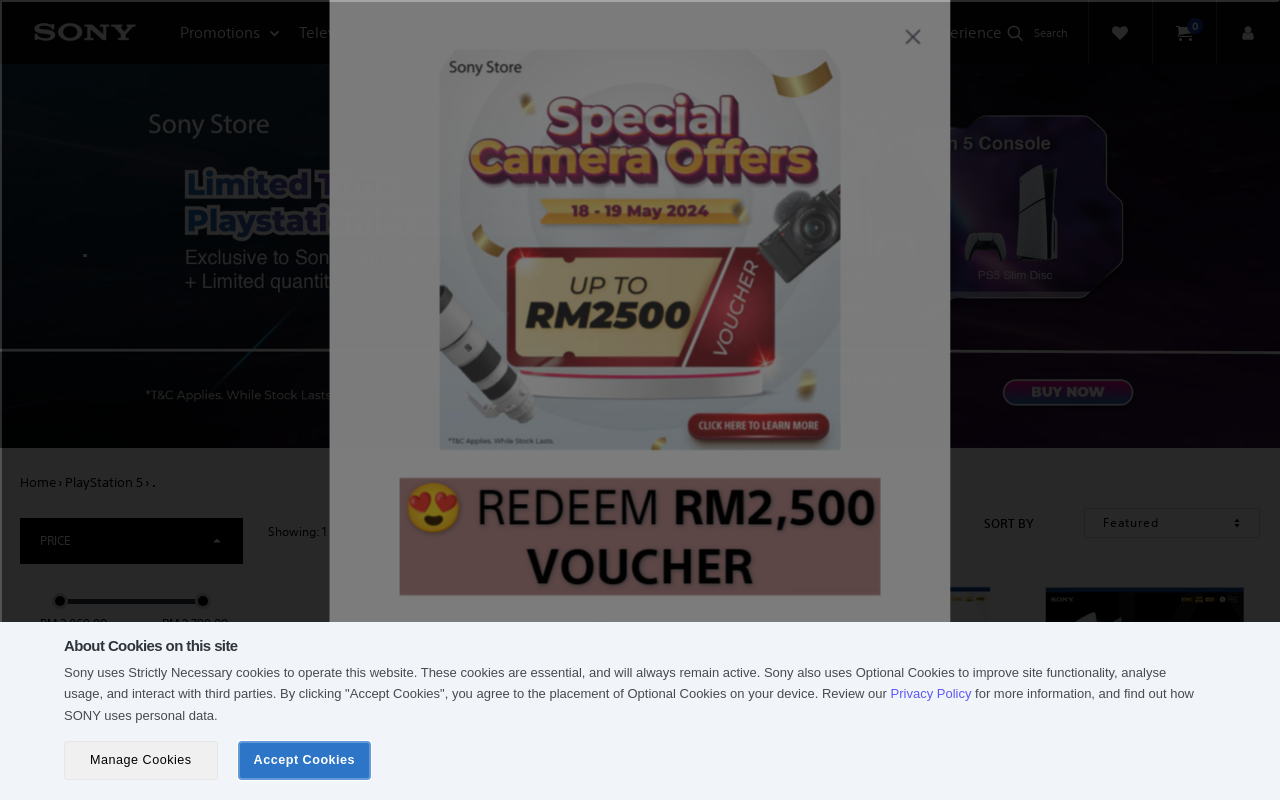 SONY
Promotions
Search
0
Sony Store
Exclusive to Son
+ Limited quantit
*T&C Applies. While Stock Lasts
Sony Store
Special
Camera Offers
18 - 19 May 2024
UP TO
RM2500
VOUCHER
CLICK HERE TO LEARN MORE
*T&C Applies. While Stock Lasts.
REDEEM RM2,500
VOUCHER
5 Console
PS5 Slim Disc
BUY NOW
Home › PlayStation 5 › .
PRICE
Showing: 1
SORT BY
Featured
SONY
About Cookies on this site
Sony uses Strictly Necessary cookies to operate this website. These cookies are essential, and will always remain active. Sony also uses Optional Cookies to improve site functionality, analyse
usage, and interact with third parties. By clicking "Accept Cookies", you agree to the placement of Optional Cookies on your device. Review our Privacy Policy for more information, and find out how
SONY uses personal data.
Manage Cookies
Accept Cookies